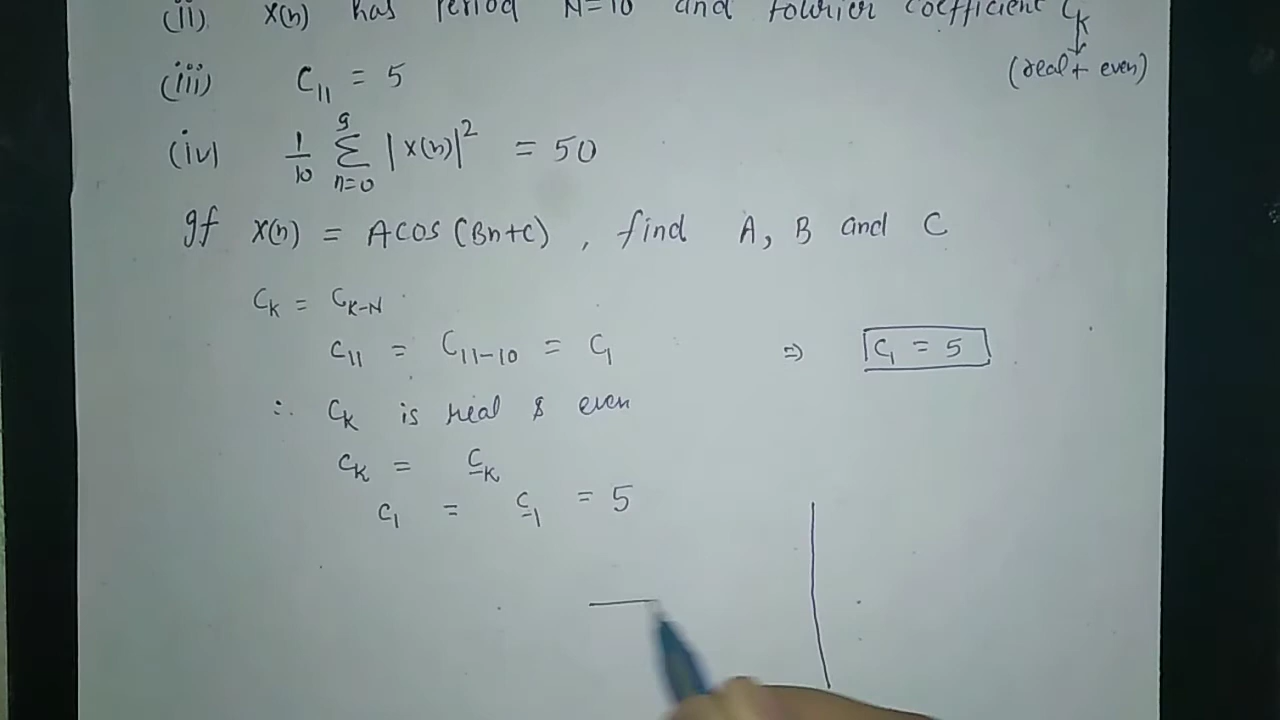 (ii) x(n) has period N=10 and Fourier coefficient Cₖ
(real + even)
(iii) C₁₁ = 5
(iv) 1/10 9 Σ n=0 |x(n)|² = 50
If x(n) = A cos (Bn+C) , find A, B and C
Cₖ = Cₖ₋N
C₁₁ = C₁₁₋₁₀ = C₁ ⇒ C₁ = 5
∴ Cₖ is real & even
Cₖ = C₋ₖ
C₁ = C₋₁ = 5